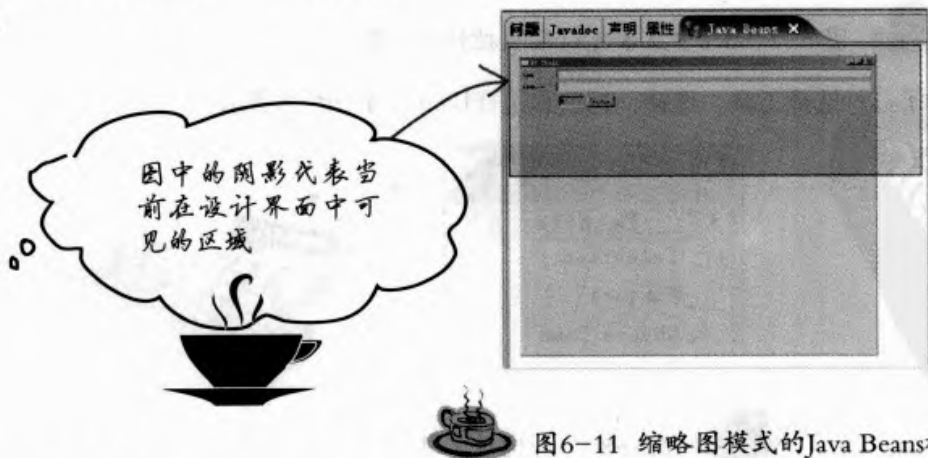 问题 Javadoc 声明 属性 Java Beans X
图中的阴影代表当
前在设计界面中可
见的区域
图6-11 缩略图模式的Java Beans